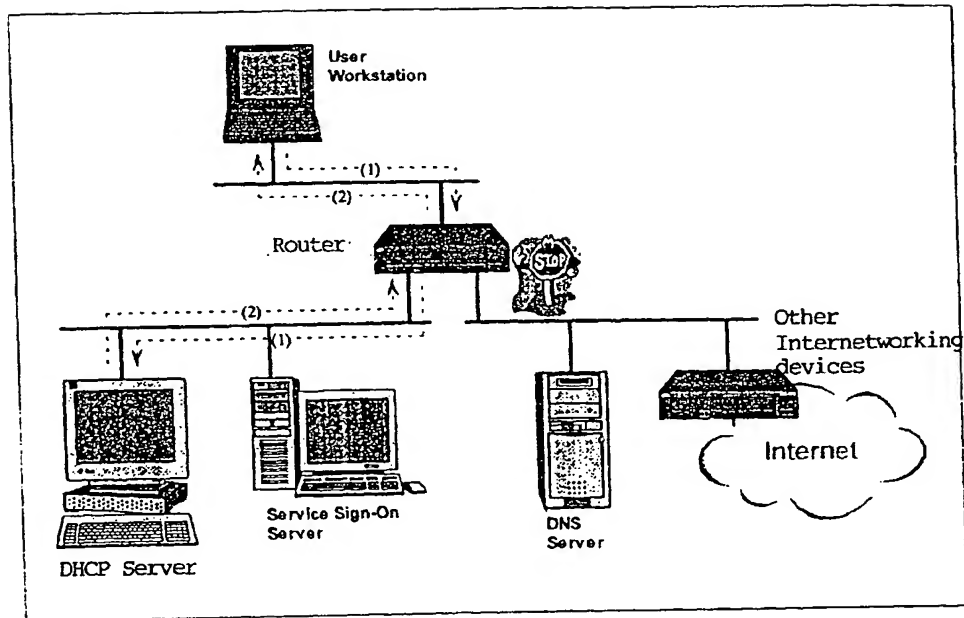 User
Workstation
(1)
(2)
Router
STOP
(2)
(1)
Other
Internetworking
devices
Internet
Service Sign-On
Server
DNS
Server
DHCP Server